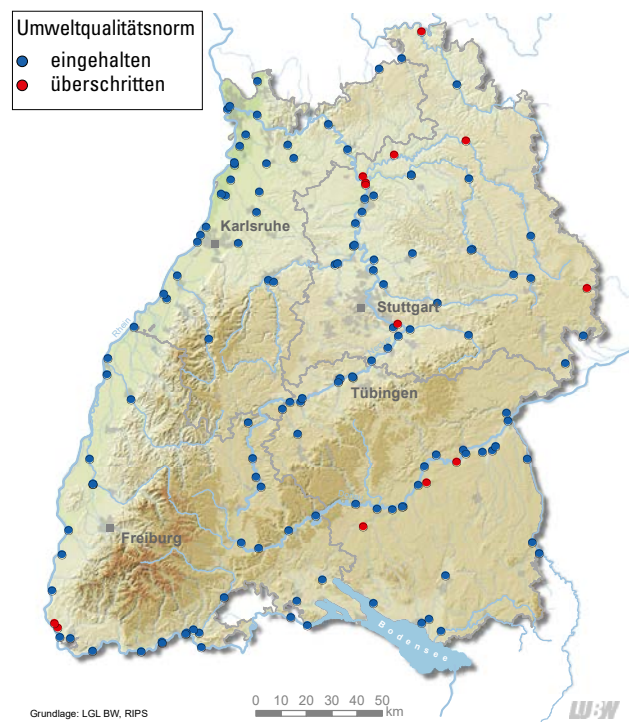 Umweltqualitätsnorm
eingehalten
überschritten
Karlsruhe
Stuttgart
Rhein
Tübingen
Freiburg
Bodensee
0 10 20 30 40 50
km
Grundlage: LGL BW, RIPS
LUBW